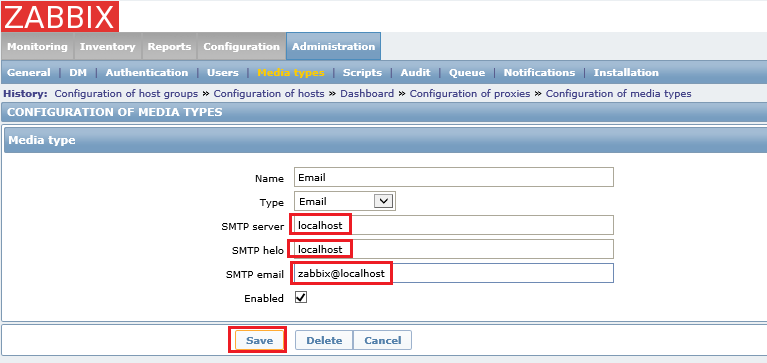 ZABBIX
Monitoring Inventory Reports Configuration Administration
General | DM | Authentication | Users | Media types | Scripts | Audit | Queue | Notifications | Installation
History: Configuration of host groups » Configuration of hosts » Dashboard » Configuration of proxies » Configuration of media types
CONFIGURATION OF MEDIA TYPES
Media type
Name Email
Type Email
SMTP server localhost
SMTP helo localhost
SMTP email zabbix@localhost
Enabled
Save Delete Cancel